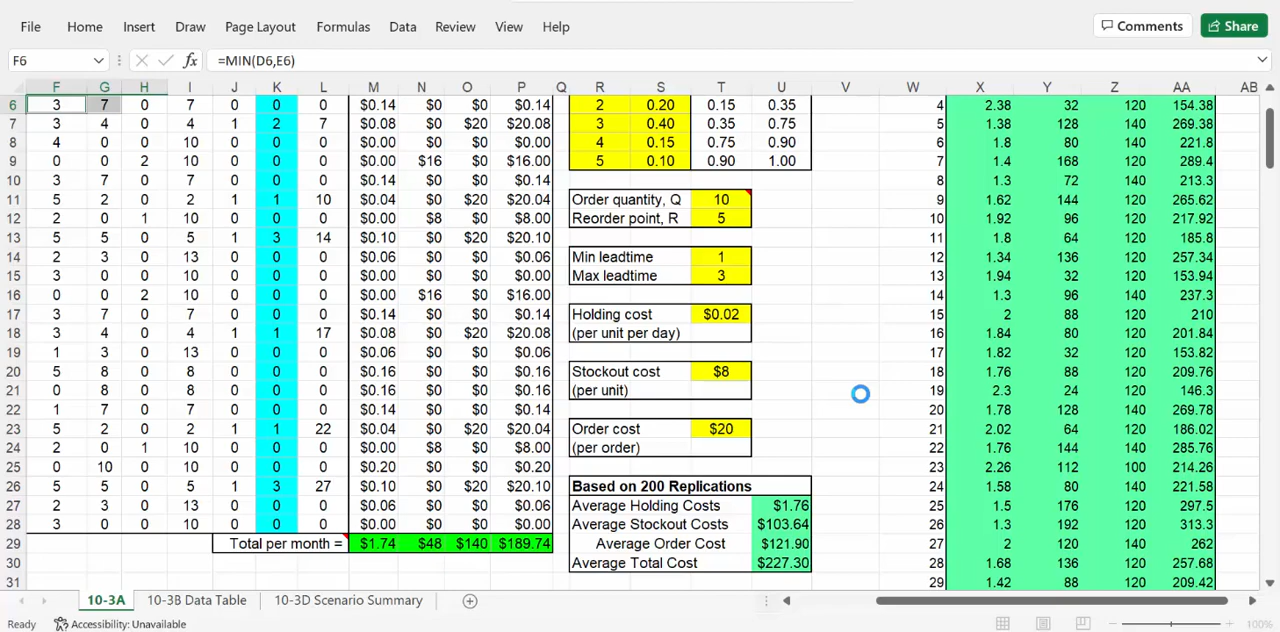 File Home Insert Draw Page Layout Formulas Data Review View Help Comments Share
F6 fx =MIN(D6,E6)
F G H I J K L M N O P Q R S T U V W X Y Z AA AB
6 3 7 0 7 0 0 0 $0.14 $0 $0 $0.14 2 0.20 0.15 0.35 4 2.38 32 120 154.38
7 3 4 0 4 1 2 7 $0.08 $0 $20 $20.08 3 0.40 0.35 0.75 5 1.38 128 140 269.38
8 4 0 0 10 0 0 0 $0.00 $0 $0 $0.00 4 0.15 0.75 0.90 6 1.8 80 140 221.8
9 0 0 2 10 0 0 0 $0.00 $16 $0 $16.00 5 0.10 0.90 1.00 7 1.4 168 120 289.4
10 3 7 0 7 0 0 0 $0.14 $0 $0 $0.14 8 1.3 72 140 213.3
11 5 2 0 2 1 1 10 $0.04 $0 $20 $20.04 Order quantity, Q 10 9 1.62 144 120 265.62
12 2 0 1 10 0 0 0 $0.00 $8 $0 $8.00 Reorder point, R 5 10 1.92 96 120 217.92
13 5 5 0 5 1 3 14 $0.10 $0 $20 $20.10 11 1.8 64 120 185.8
14 2 3 0 13 0 0 0 $0.06 $0 $0 $0.06 Min leadtime 1 12 1.34 136 120 257.34
15 3 0 0 10 0 0 0 $0.00 $0 $0 $0.00 Max leadtime 3 13 1.94 32 120 153.94
16 0 0 2 10 0 0 0 $0.00 $16 $0 $16.00 14 1.3 96 140 237.3
17 3 7 0 7 0 0 0 $0.14 $0 $0 $0.14 Holding cost $0.02 15 2 88 120 210
18 3 4 0 4 1 1 17 $0.08 $0 $20 $20.08 (per unit per day) 16 1.84 80 120 201.84
19 1 3 0 13 0 0 0 $0.06 $0 $0 $0.06 17 1.82 32 120 153.82
20 5 8 0 8 0 0 0 $0.16 $0 $0 $0.16 Stockout cost $8 18 1.76 88 120 209.76
21 0 8 0 8 0 0 0 $0.16 $0 $0 $0.16 (per unit) 19 2.3 24 120 146.3
22 1 7 0 7 0 0 0 $0.14 $0 $0 $0.14 20 1.78 128 140 269.78
23 5 2 0 2 1 1 22 $0.04 $0 $20 $20.04 Order cost $20 21 2.02 64 120 186.02
24 2 0 1 10 0 0 0 $0.00 $8 $0 $8.00 (per order) 22 1.76 144 140 285.76
25 0 10 0 10 0 0 0 $0.20 $0 $0 $0.20 23 2.26 112 100 214.26
26 5 5 0 5 1 3 27 $0.10 $0 $20 $20.10 Based on 200 Replications 24 1.58 80 140 221.58
27 2 3 0 13 0 0 0 $0.06 $0 $0 $0.06 Average Holding Costs $1.76 25 1.5 176 120 297.5
28 3 0 0 10 0 0 0 $0.00 $0 $0 $0.00 Average Stockout Costs $103.64 26 1.3 192 120 313.3
29 Total per month = $1.74 $48 $140 $189.74 Average Order Cost $121.90 27 2 120 140 262
30 Average Total Cost $227.30 28 1.68 136 120 257.68
31 29 1.42 88 120 209.42
10-3A 10-3B Data Table 10-3D Scenario Summary
Ready Accessibility: Unavailable 100%